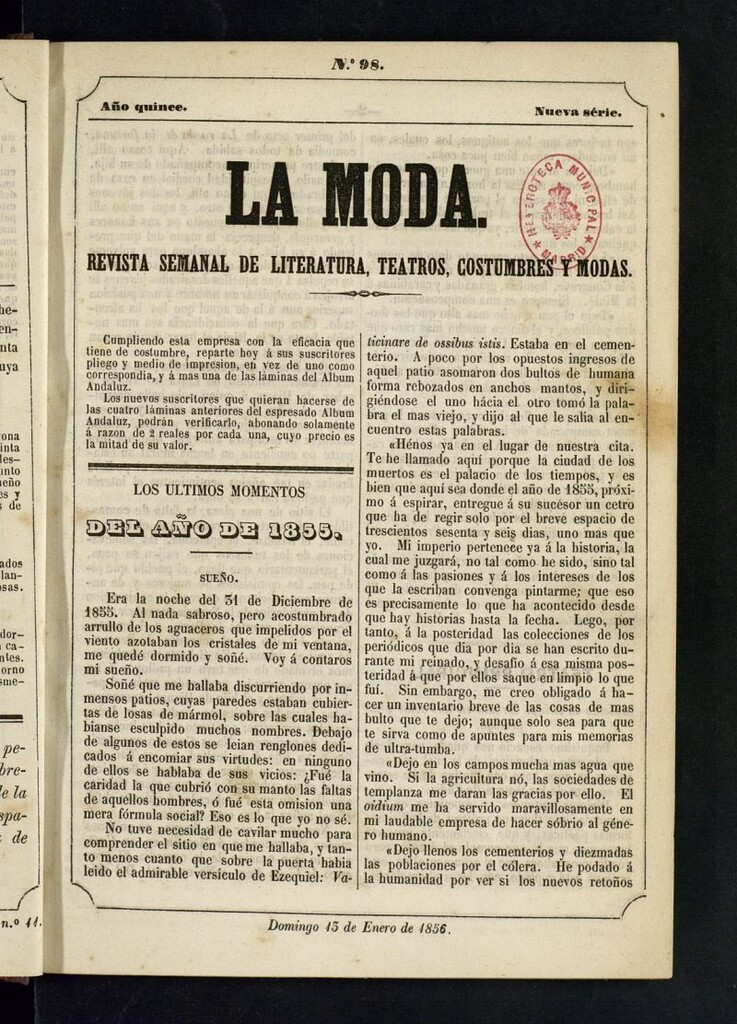 N.º 98.
Año quince.
Nueva série.
LA MODA.
HEMEROTECA MUNICIPAL
MADRID
REVISTA SEMANAL DE LITERATURA, TEATROS, COSTUMBRES Y MODAS.
Cumpliendo esta empresa con la eficacia que
tiene de costumbre, reparte hoy á sus suscritores
pliego y medio de impresion, en vez de uno como
correspondia, y á mas una de las láminas del Album
Andaluz.
Los nuevos suscritores que quieran hacerse de
las cuatro láminas anteriores del espresado Album
Andaluz, podrán verificarlo, abonando solamente
á razon de 2 reales por cada una, cuyo precio es
la mitad de su valor.
LOS ULTIMOS MOMENTOS
DEL AÑO DE 1855.
SUEÑO.
Era la noche del 31 de Diciembre de
1855. Al nada sabroso, pero acostumbrado
arrullo de los aguaceros que impelidos por el
viento azotaban los cristales de mi ventana,
me quedé dormido y soñé. Voy á contaros
mi sueño.
Soñé que me hallaba discurriendo por in-
mensos patios, cuyas paredes estaban cubier-
tas de losas de mármol, sobre las cuales ha-
bianse esculpido muchos nombres. Debajo
de algunos de estos se leian renglones dedi-
cados á encomiar sus virtudes: en ninguno
de ellos se hablaba de sus vicios: ¿Fué la
caridad la que cubrió con su manto las faltas
de aquellos hombres, ó fué esta omision una
mera fórmula social? Eso es lo que yo no sé.
No tuve necesidad de cavilar mucho para
comprender el sitio en que me hallaba, y tan-
to menos cuanto que sobre la puerta habia
leido el admirable versículo de Ezequiel: Va-
ticinare de ossibus istis. Estaba en el cemen-
terio. A poco por los opuestos ingresos de
aquel patio asomaron dos bultos de humana
forma rebozados en anchos mantos, y diri-
giéndose el uno hácia el otro tomó la pala-
bra el mas viejo, y dijo al que le salia al en-
cuentro estas palabras.
«Hénos ya en el lugar de nuestra cita.
Te he llamado aquí porque la ciudad de los
muertos es el palacio de los tiempos, y es
bien que aquí sea donde el año de 1855, próxi-
mo á espirar, entregue á su sucesor un cetro
que ha de regir solo por el breve espacio de
trescientos sesenta y seis dias, uno mas que
yo. Mi imperio pertenece ya á la historia, la
cual me juzgará, no tal como he sido, sino tal
como á las pasiones y á los intereses de los
que la escriban convenga pintarme; que eso
es precisamente lo que ha acontecido desde
que hay historias hasta la fecha. Lego, por
tanto, á la posteridad las colecciones de los
periódicos que dia por dia se han escrito du-
rante mi reinado, y desafio á esa misma pos-
teridad á que por ellos saque en limpio lo que
fuí. Sin embargo, me creo obligado á ha-
cer un inventario breve de las cosas de mas
bulto que te dejo; aunque solo sea para que
te sirva como de apuntes para mis memorias
de ultra-tumba.
«Dejo en los campos mucha mas agua que
vino. Si la agricultura nó, las sociedades de
templanza me daran las gracias por ello. El
oidium me ha servido maravillosamente en
mi laudable empresa de hacer sóbrio al géne-
ro humano.
«Dejo llenos los cementerios y diezmadas
las poblaciones por el cólera. He podado á
la humanidad por ver si los nuevos retoños
Domingo 13 de Enero de 1856.
n.º 11.